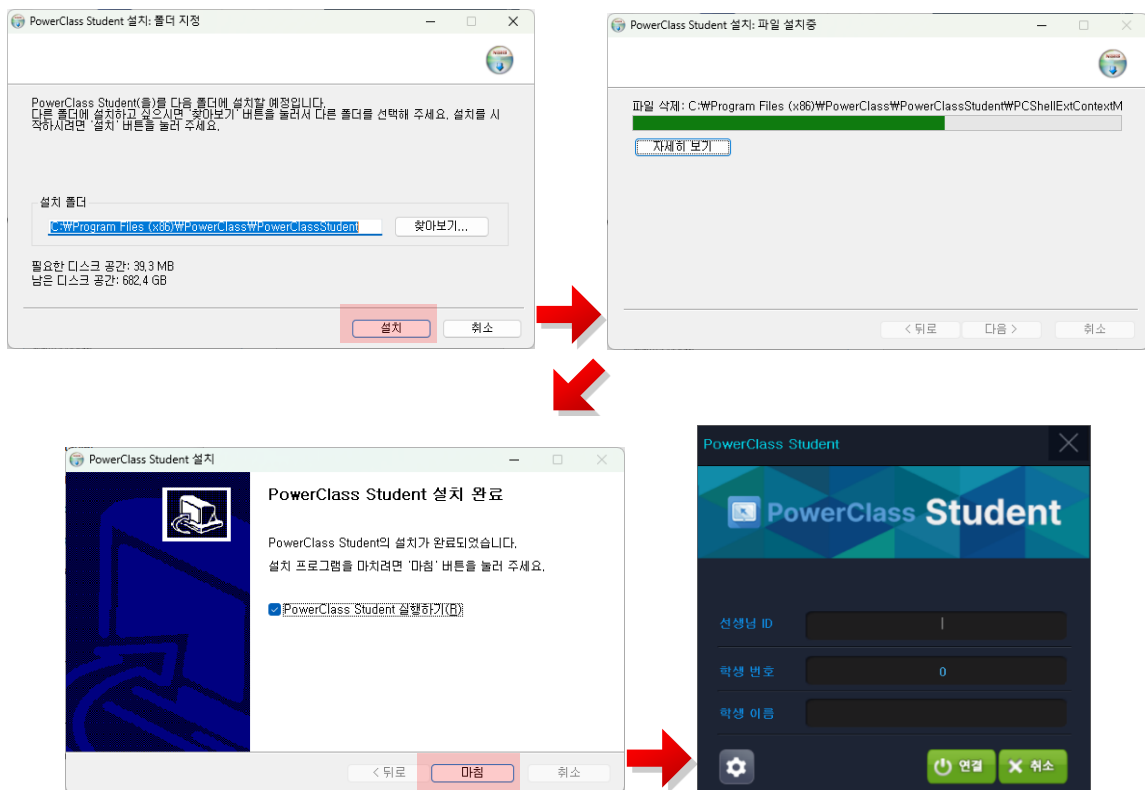 PowerClass Student 설치: 폴더 지정
PowerClass Student(을)를 다음 폴더에 설치할 예정입니다.
다른 폴더에 설치하고 싶으시면 '찾아보기' 버튼을 눌러서 다른 폴더를 선택해 주세요. 설치를 시
작하시려면 '설치' 버튼을 눌러 주세요.
설치 폴더
C:₩Program Files (x86)₩PowerClass₩PowerClassStudent
찾아보기...
필요한 디스크 공간: 39.3 MB
남은 디스크 공간: 682.4 GB
설치
취소
PowerClass Student 설치: 파일 설치중
파일 삭제: C:₩Program Files (x86)₩PowerClass₩PowerClassStudent₩PCShellExtContextM
자세히 보기
< 뒤로
다음 >
취소
PowerClass Student 설치
PowerClass Student 설치 완료
PowerClass Student의 설치가 완료되었습니다.
설치 프로그램을 마치려면 '마침' 버튼을 눌러 주세요.
PowerClass Student 실행하기(R)
< 뒤로
마침
취소
PowerClass Student
PowerClass Student
선생님 ID
학생 번호
0
학생 이름
연결
취소